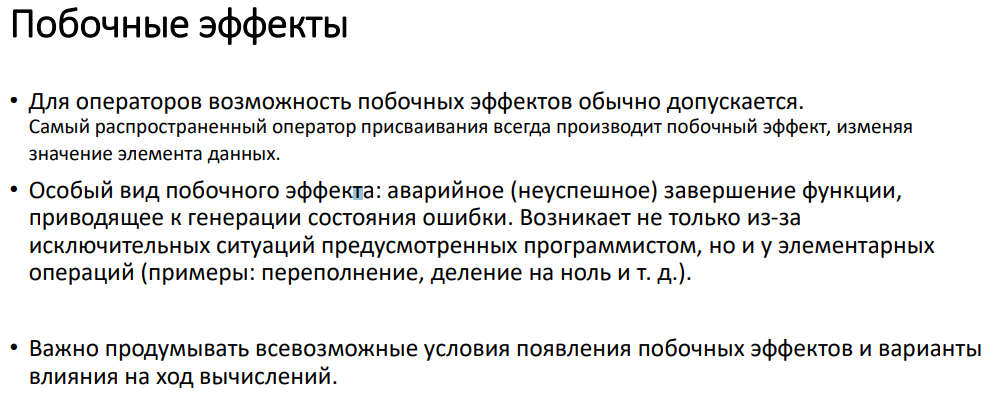 Побочные эффекты
• Для операторов возможность побочных эффектов обычно допускается.
Самый распространенный оператор присваивания всегда производит побочный эффект, изменяя
значение элемента данных.
• Особый вид побочного эффекта: аварийное (неуспешное) завершение функции,
приводящее к генерации состояния ошибки. Возникает не только из-за
исключительных ситуаций предусмотренных программистом, но и у элементарных
операций (примеры: переполнение, деление на ноль и т. д.).
• Важно продумывать всевозможные условия появления побочных эффектов и варианты
влияния на ход вычислений.